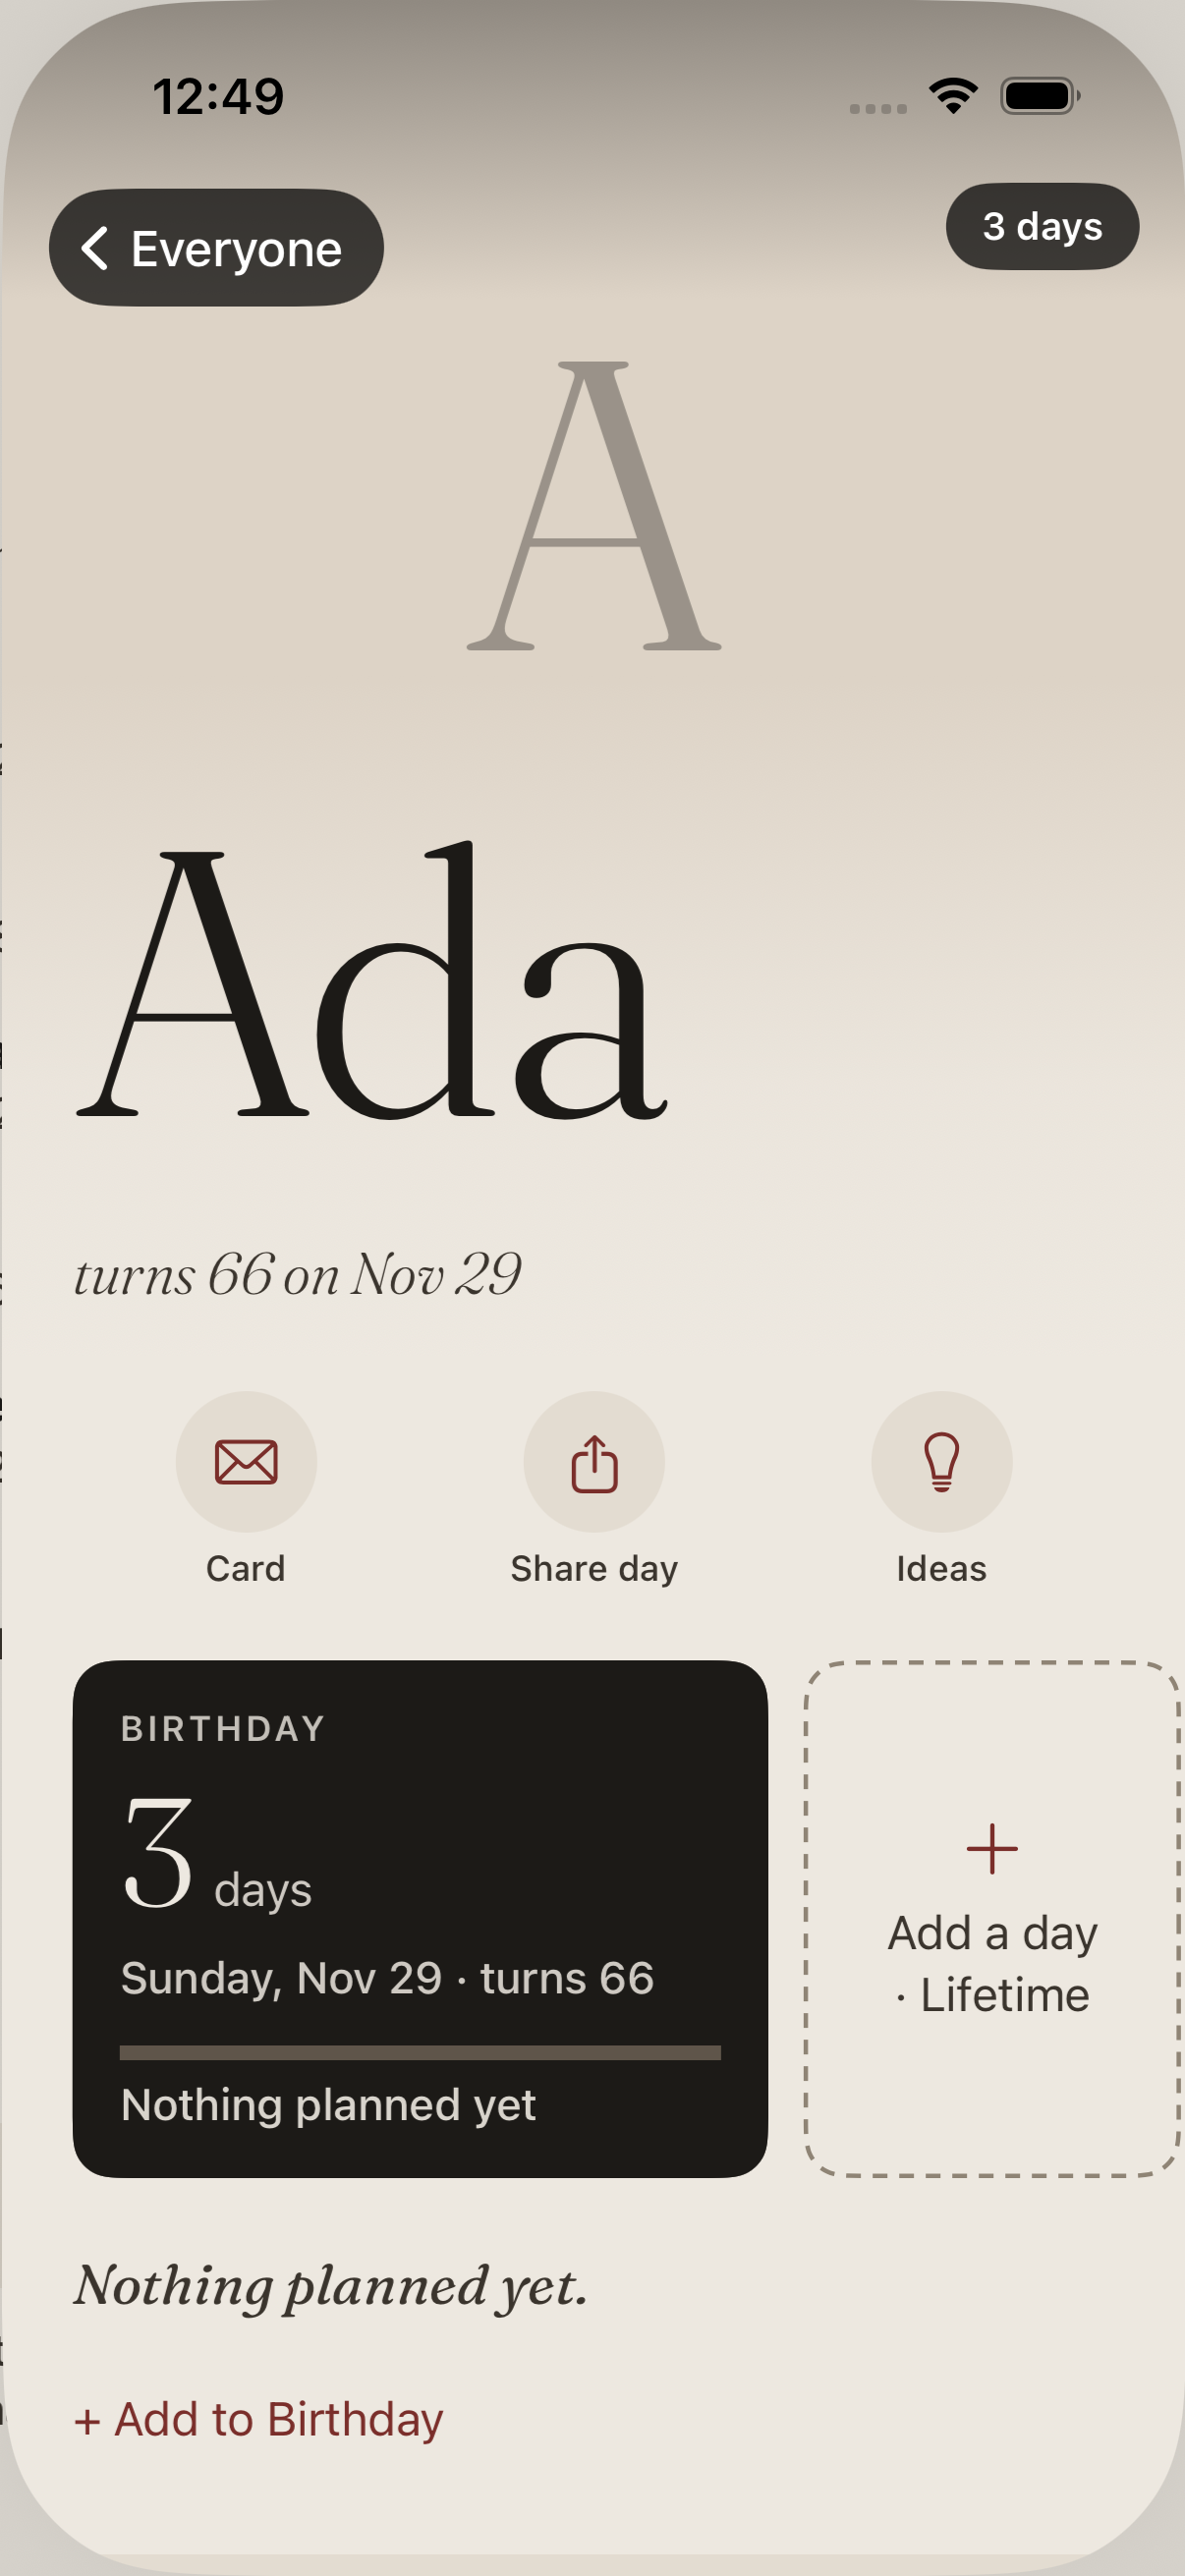 12:49
Everyone
3 days
A
Ada
turns 66 on Nov 29
Card
Share day
Ideas
BIRTHDAY
3 days
Sunday, Nov 29 · turns 66
Nothing planned yet
Add a day
· Lifetime
Nothing planned yet.
+ Add to Birthday